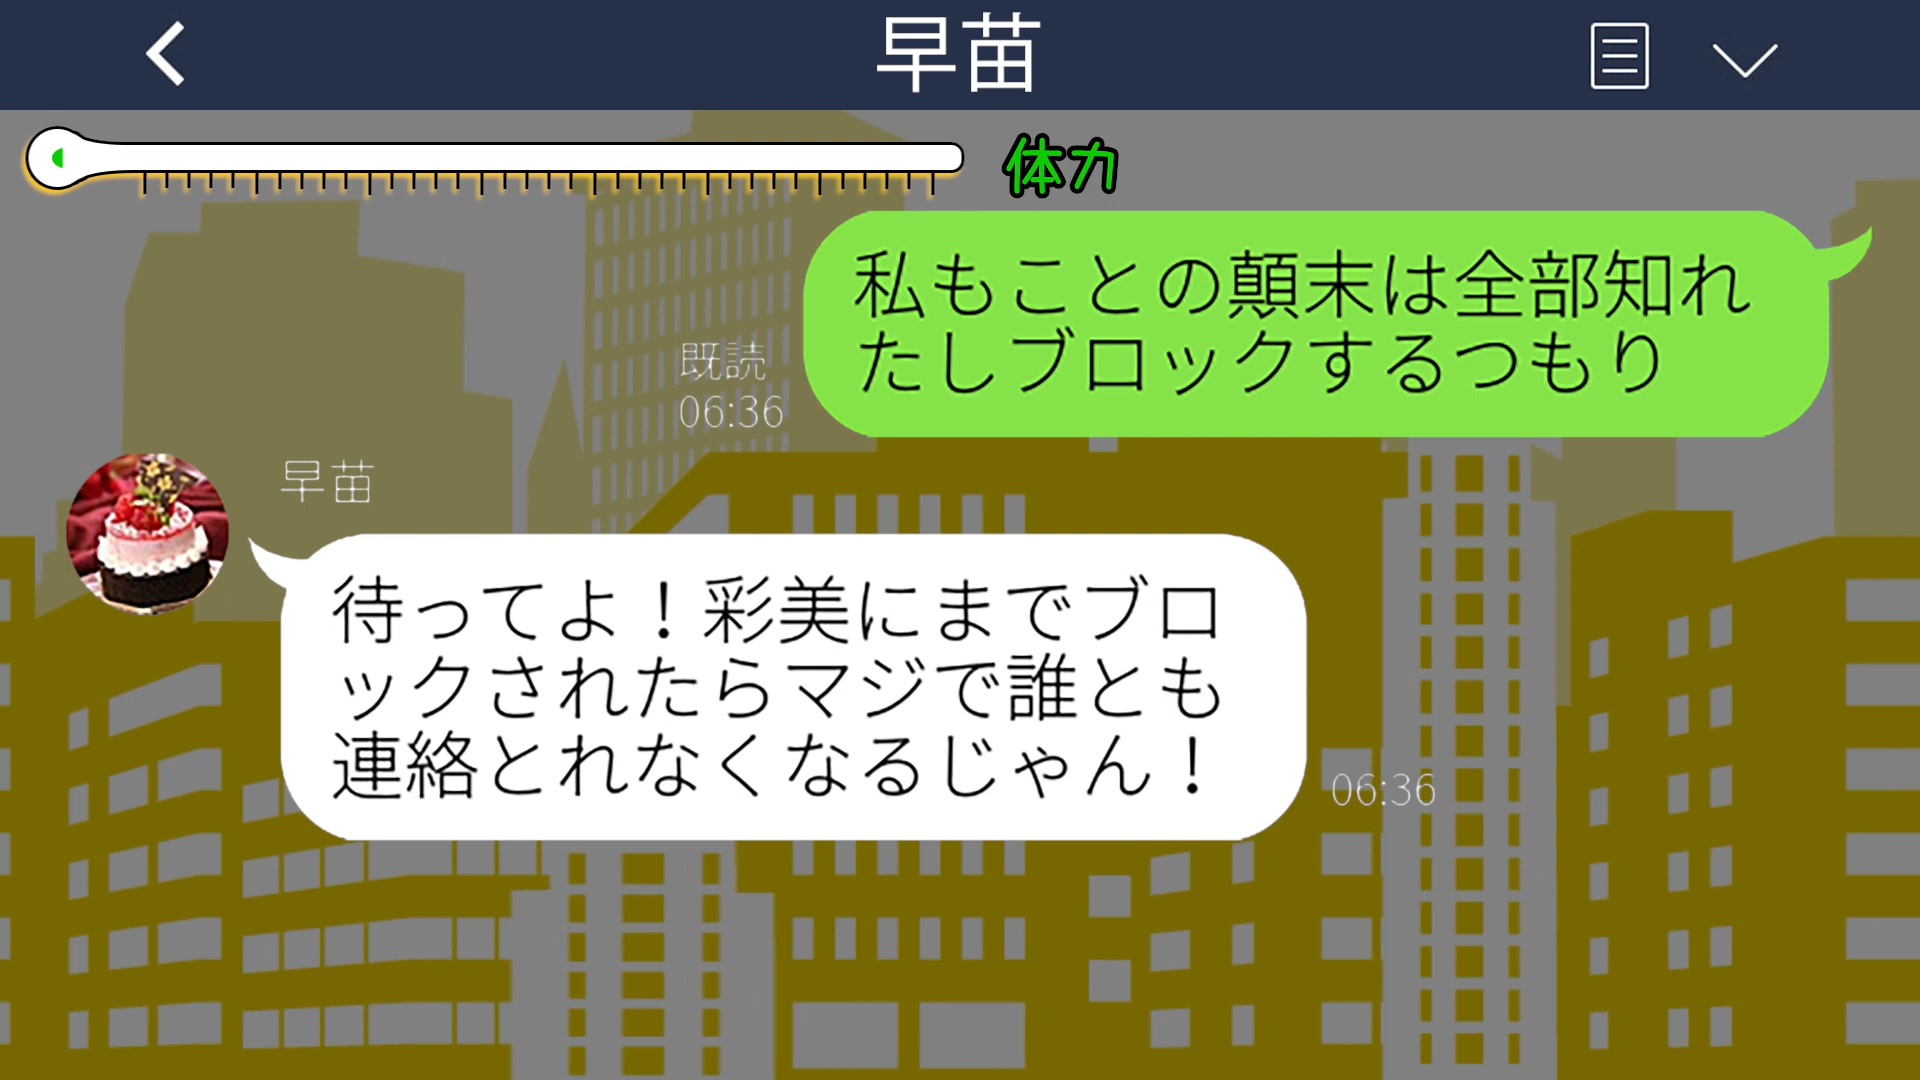 早苗
体力
私もことの顛末は全部知れ
たしブロックするつもり
既読
06:36
早苗
待ってよ！彩美にまでブロ
ックされたらマジで誰とも
連絡とれなくなるじゃん！
06:36